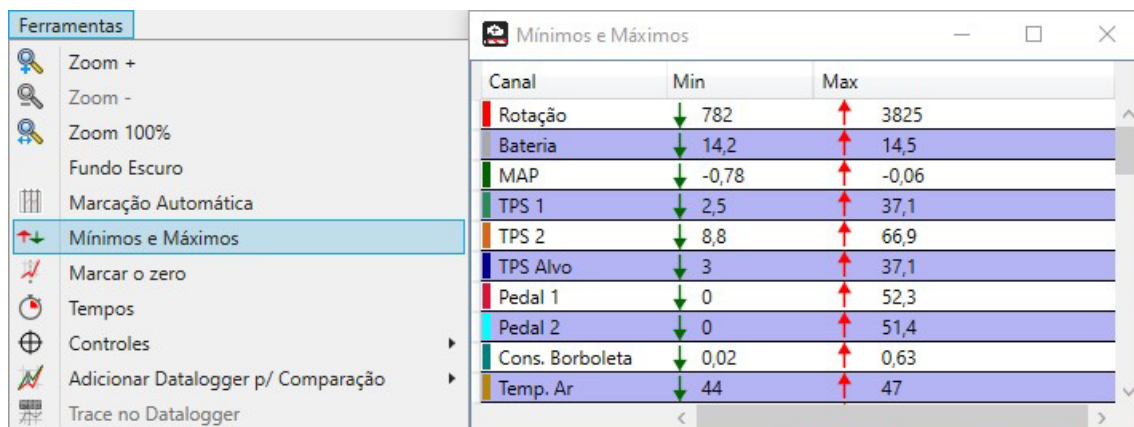 Ferramentas
Zoom +
Zoom -
Zoom 100%
Fundo Escuro
Marcação Automática
Mínimos e Máximos
Marcar o zero
Tempos
Controles
Adicionar Datalogger p/ Comparação
Trace no Datalogger
Mínimos e Máximos
Canal Min Max
Rotação 782 3825
Bateria 14,2 14,5
MAP -0,78 -0,06
TPS 1 2,5 37,1
TPS 2 8,8 66,9
TPS Alvo 3 37,1
Pedal 1 0 52,3
Pedal 2 0 51,4
Cons. Borboleta 0,02 0,63
Temp. Ar 44 47